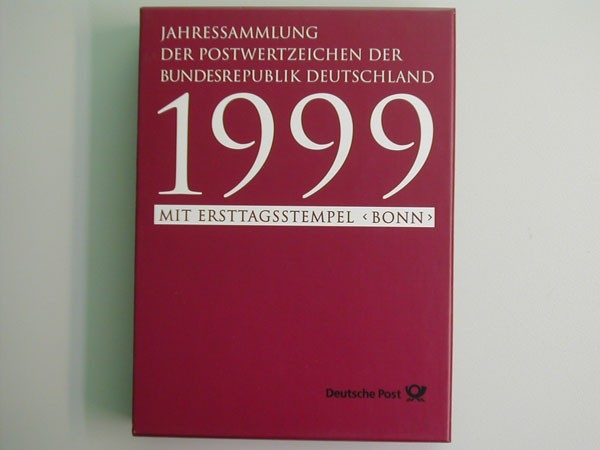 JAHRESSAMMLUNG
DER POSTWERTZEICHEN DER
BUNDESREPUBLIK DEUTSCHLAND
1999
MIT ERSTTAGSSTEMPEL ‹BONN›
Deutsche Post